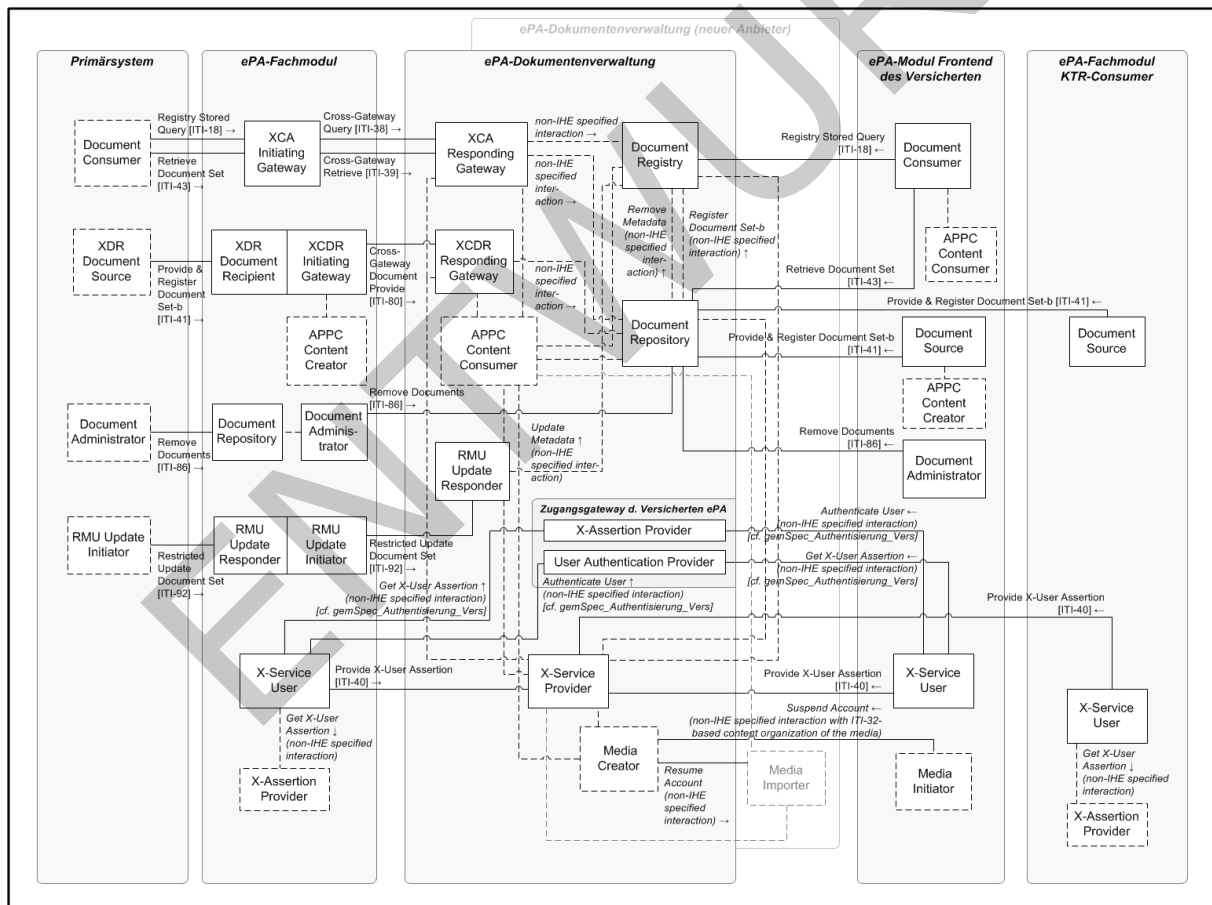 ENTWURF
ePA-Dokumentenverwaltung (neuer Anbieter)
Primärsystem
ePA-Fachmodul
ePA-Dokumentenverwaltung
ePA-Modul Frontend
des Versicherten
ePA-Fachmodul
KTR-Consumer
Document
Consumer
Registry Stored
Query [ITI-18] →
Retrieve
Document Set
[ITI-43] →
XCA
Initiating
Gateway
Cross-Gateway
Query [ITI-38] →
Cross-Gateway
Retrieve [ITI-39] →
XCA
Responding
Gateway
non-IHE specified
interaction →
non-IHE
specified
inter-
action →
Document
Registry
Registry Stored Query
[ITI-18] ←
Document
Consumer
Remove
Metadata
(non-IHE
specified
inter-
action) ↑
Register
Document Set-b
(non-IHE specified
interaction) ↑
APPC
Content
Consumer
XDR
Document
Source
Provide &
Register
Document
Set-b
[ITI-41] →
XDR
Document
Recipient
XCDR
Initiating
Gateway
Cross-
Gateway
Document
Provide
[ITI-80] →
XCDR
Responding
Gateway
non-IHE
specified
inter-
action →
Retrieve Document Set
[ITI-43] ←
Provide & Register Document Set-b [ITI-41] ←
APPC
Content
Creator
APPC
Content
Consumer
Document
Repository
Provide & Register Document Set-b
[ITI-41] ←
Document
Source
Document
Source
APPC
Content
Creator
Document
Administrator
Remove
Documents
[ITI-86] →
Document
Repository
Document
Adminis-
trator
Remove Documents
[ITI-86] →
Update
Metadata ↑
(non-IHE
specified inter-
action)
RMU
Update
Responder
Remove Documents
[ITI-86] ←
Document
Administrator
Zugangsgateway d. Versicherten ePA
X-Assertion Provider
User Authentication Provider
Authenticate User ←
(non-IHE specified interaction)
[cf. gemSpec_Authentisierung_Vers]
Get X-User Assertion ←
(non-IHE specified interaction)
[cf. gemSpec_Authentisierung_Vers]
RMU Update
Initiator
Restricted
Update
Document Set
[ITI-92] →
RMU
Update
Responder
RMU
Update
Initiator
Restricted Update
Document Set
[ITI-92] →
Get X-User Assertion ↑
(non-IHE specified interaction)
[cf. gemSpec_Authentisierung_Vers]
Authenticate User ↑
(non-IHE specified interaction)
[cf. gemSpec_Authentisierung_Vers]
Provide X-User Assertion
[ITI-40] ←
X-Service
User
Provide X-User Assertion
[ITI-40] →
X-Service
Provider
Provide X-User Assertion
[ITI-40] ←
X-Service
User
X-Service
User
Get X-User
Assertion ↓
(non-IHE specified
interaction)
X-Assertion
Provider
Suspend Account ←
(non-IHE specified interaction with ITI-32-
based content organization of the media)
Media
Creator
Resume
Account
(non-IHE
specified
interaction) →
Media
Importer
Media
Initiator
Get X-User
Assertion ↓
(non-IHE specified
interaction)
X-Assertion
Provider